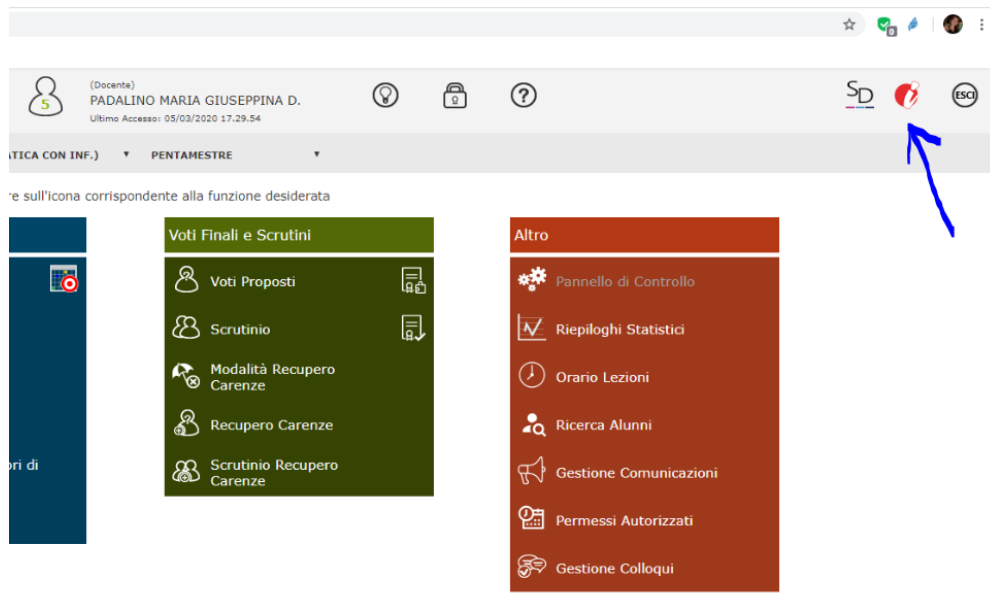 0
5
(Docente)
PADALINO MARIA GIUSEPPINA D.
Ultimo Accesso: 05/03/2020 17.29.54
?
SD
ESCI
ATICA CON INF.)
PENTAMESTRE
re sull'icona corrispondente alla funzione desiderata
Voti Finali e Scrutini
Voti Proposti
Scrutinio
Modalità Recupero
Carenze
Recupero Carenze
Scrutinio Recupero
Carenze
ori di
Altro
Pannello di Controllo
Riepiloghi Statistici
Orario Lezioni
Ricerca Alunni
Gestione Comunicazioni
Permessi Autorizzati
Gestione Colloqui